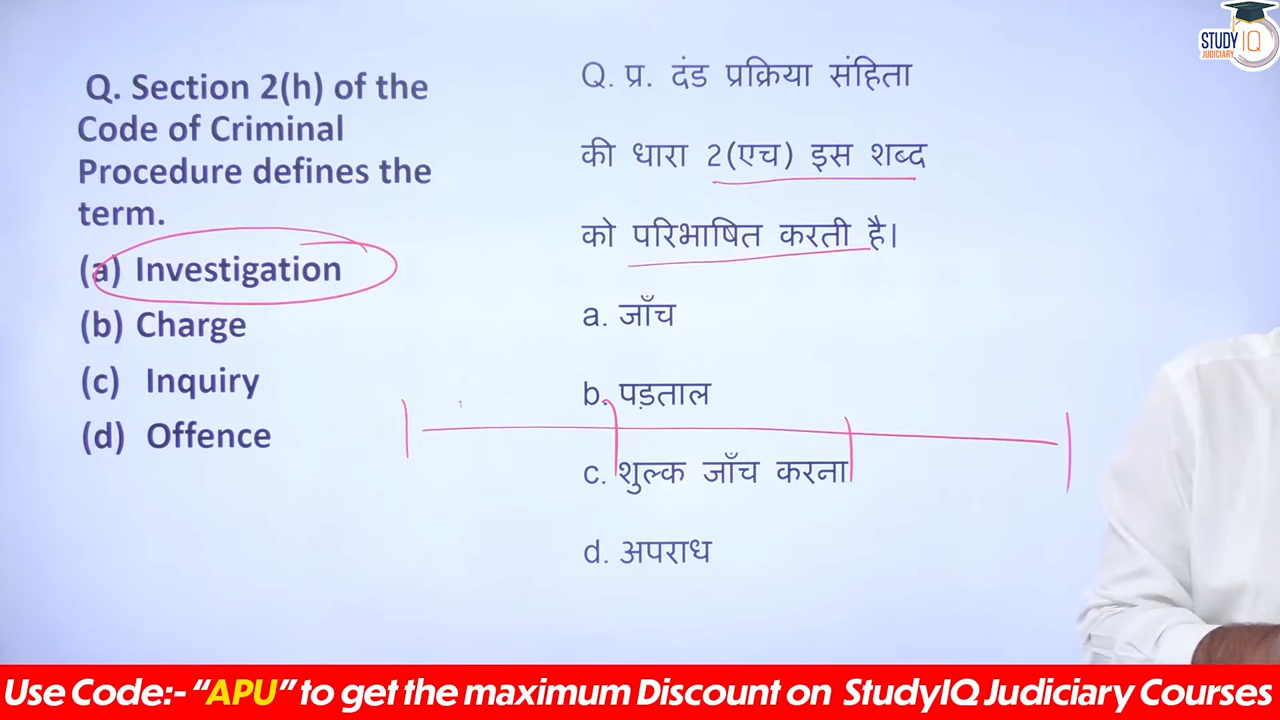 STUDY IQ
JUDICIARY
Q. Section 2(h) of the
Code of Criminal
Procedure defines the
term.
(a) Investigation
(b) Charge
(c) Inquiry
(d) Offence
Q. प्र. दंड प्रक्रिया संहिता
की धारा 2(एच) इस शब्द
को परिभाषित करती है।
a. जाँच
b. पड़ताल
c. शुल्क जाँच करना
d. अपराध
Use Code:- “APU” to get the maximum Discount on StudyIQ Judiciary Courses